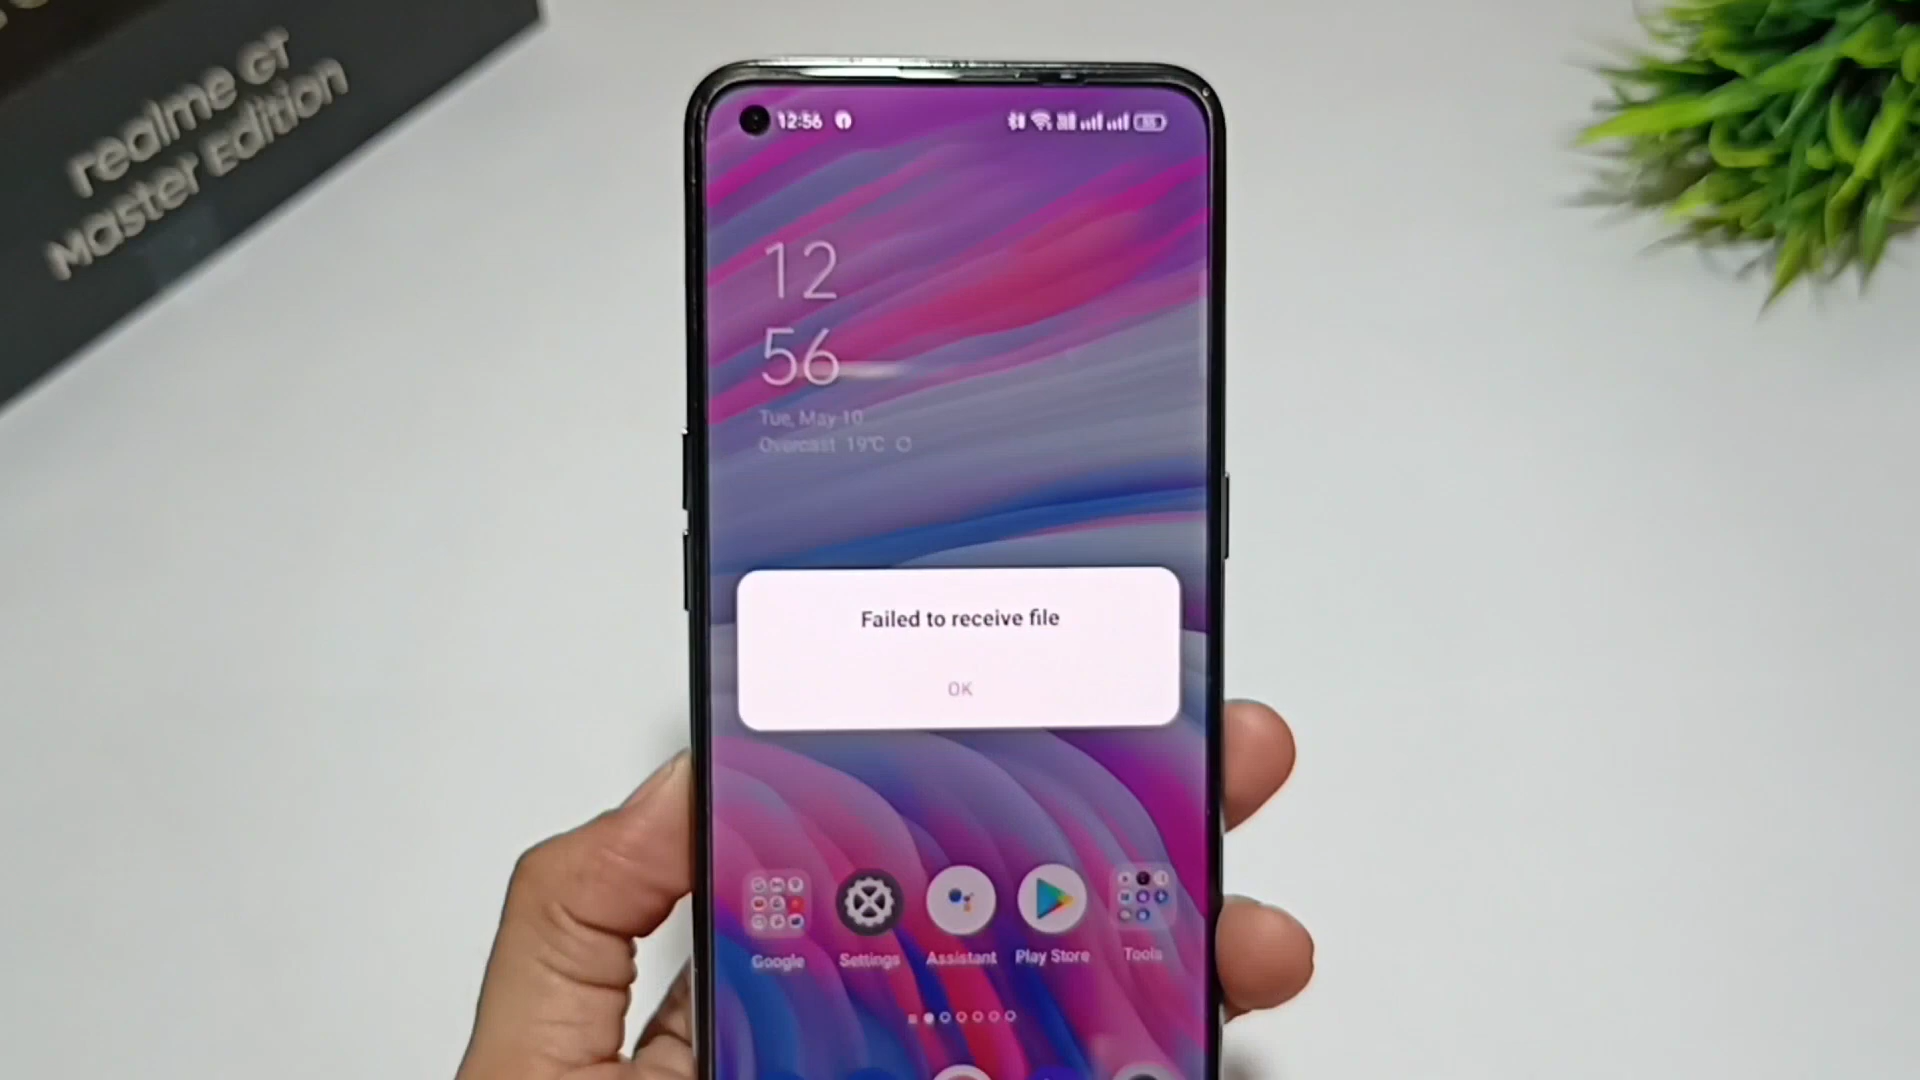 realme GT
Master Edition
12:56
12
56
Tue, May 10
Overcast 19°C
Failed to receive file
OK
Google
Settings
Assistant
Play Store
Tools